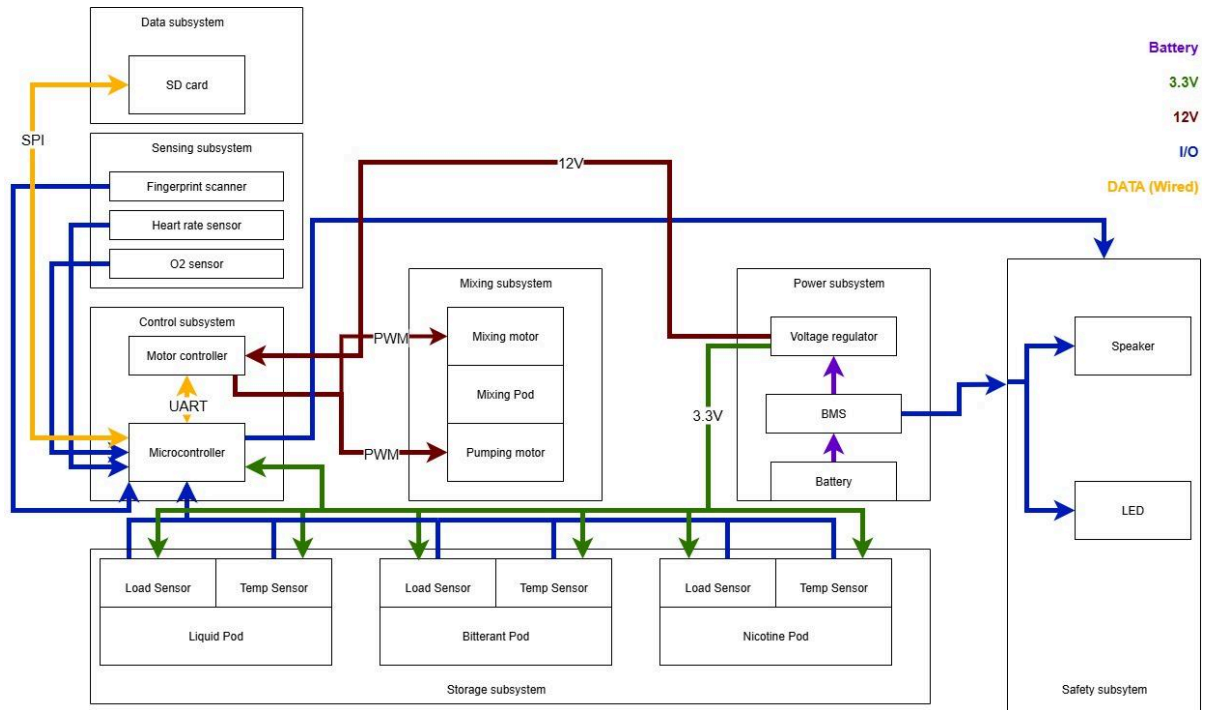 Data subsystem
SD card
SPI
Sensing subsystem
Fingerprint scanner
Heart rate sensor
O2 sensor
Control subsystem
Motor controller
UART
Microcontroller
12V
PWM
PWM
Mixing subsystem
Mixing motor
Mixing Pod
Pumping motor
Power subsystem
Voltage regulator
3.3V
BMS
Battery
Battery
3.3V
12V
I/O
DATA (Wired)
Speaker
LED
Safety subsytem
Load Sensor
Temp Sensor
Liquid Pod
Load Sensor
Temp Sensor
Bitterant Pod
Load Sensor
Temp Sensor
Nicotine Pod
Storage subsystem